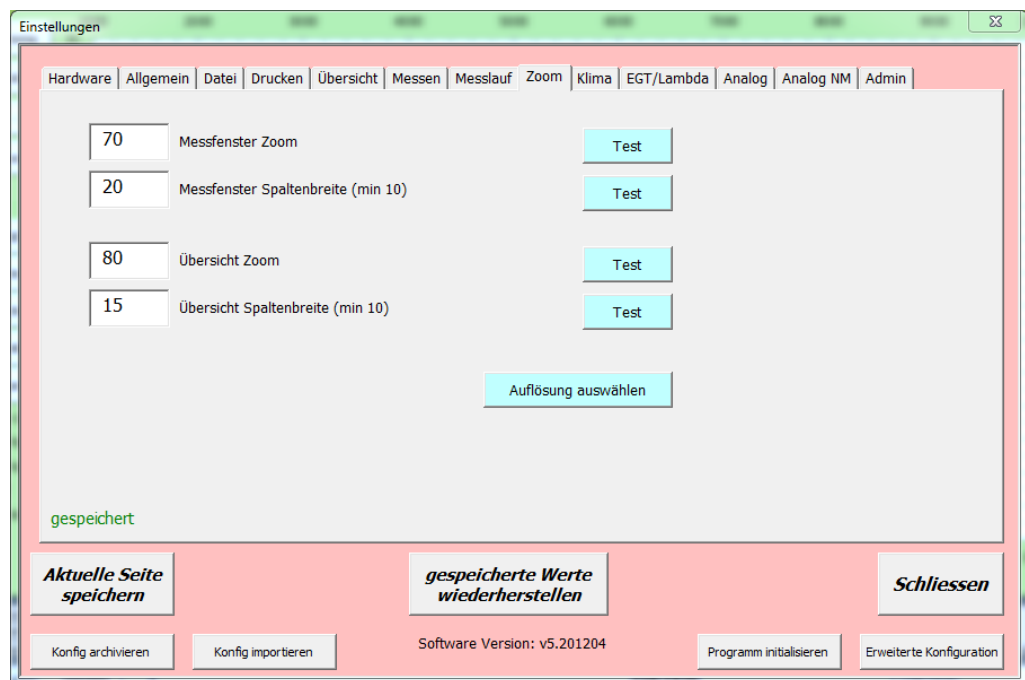 Einstellungen
Hardware Allgemein Datei Drucken Übersicht Messen Messlauf Zoom Klima EGT/Lambda Analog Analog NM Admin
70 Messfenster Zoom Test
20 Messfenster Spaltenbreite (min 10) Test
80 Übersicht Zoom Test
15 Übersicht Spaltenbreite (min 10) Test
Auflösung auswählen
gespeichert
Aktuelle Seite
speichern
gespeicherte Werte
wiederherstellen
Schliessen
Konfig archivieren Konfig importieren Software Version: v5.201204 Programm initialisieren Erweiterte Konfiguration